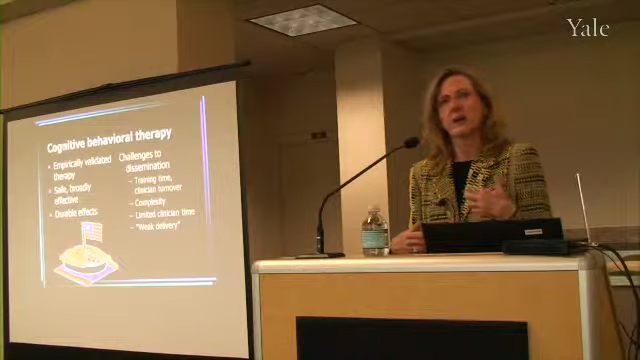 Yale
Cognitive behavioral therapy
Empirically validated
therapy
Safe, broadly
effective
Durable effects
Challenges to
dissemination
– Training time,
clinician turnover
– Complexity
– Limited clinician time
– "Weak delivery"